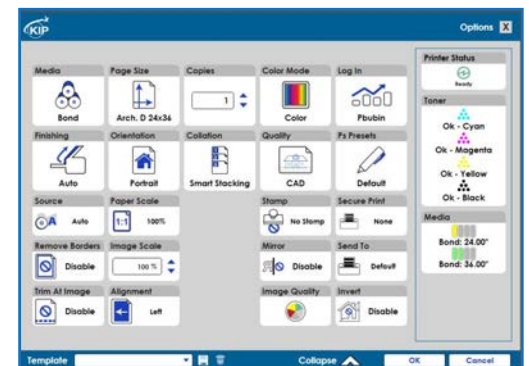 KIP
Options X
Media
Page Size
Copies
Color Mode
Log In
Printer Status
Ready
Bond
Arch. D 24x36
1
Color
Pbubin
Toner
Ok - Cyan
Ok - Magenta
Ok - Yellow
Ok - Black
Finishing
Orientation
Collation
Quality
Ps Presets
Auto
Portrait
Smart Stacking
CAD
Default
Source
Paper Scale
Stamp
Secure Print
A Auto
1:1 100%
No Stamp
None
Media
Bond: 24.00"
Bond: 36.00"
Remove Borders
Image Scale
Mirror
Send To
Disable
100 %
Disable
Default
Trim At Image
Alignment
Image Quality
Invert
Disable
Left
Disable
Template
Collapse
OK
Cancel